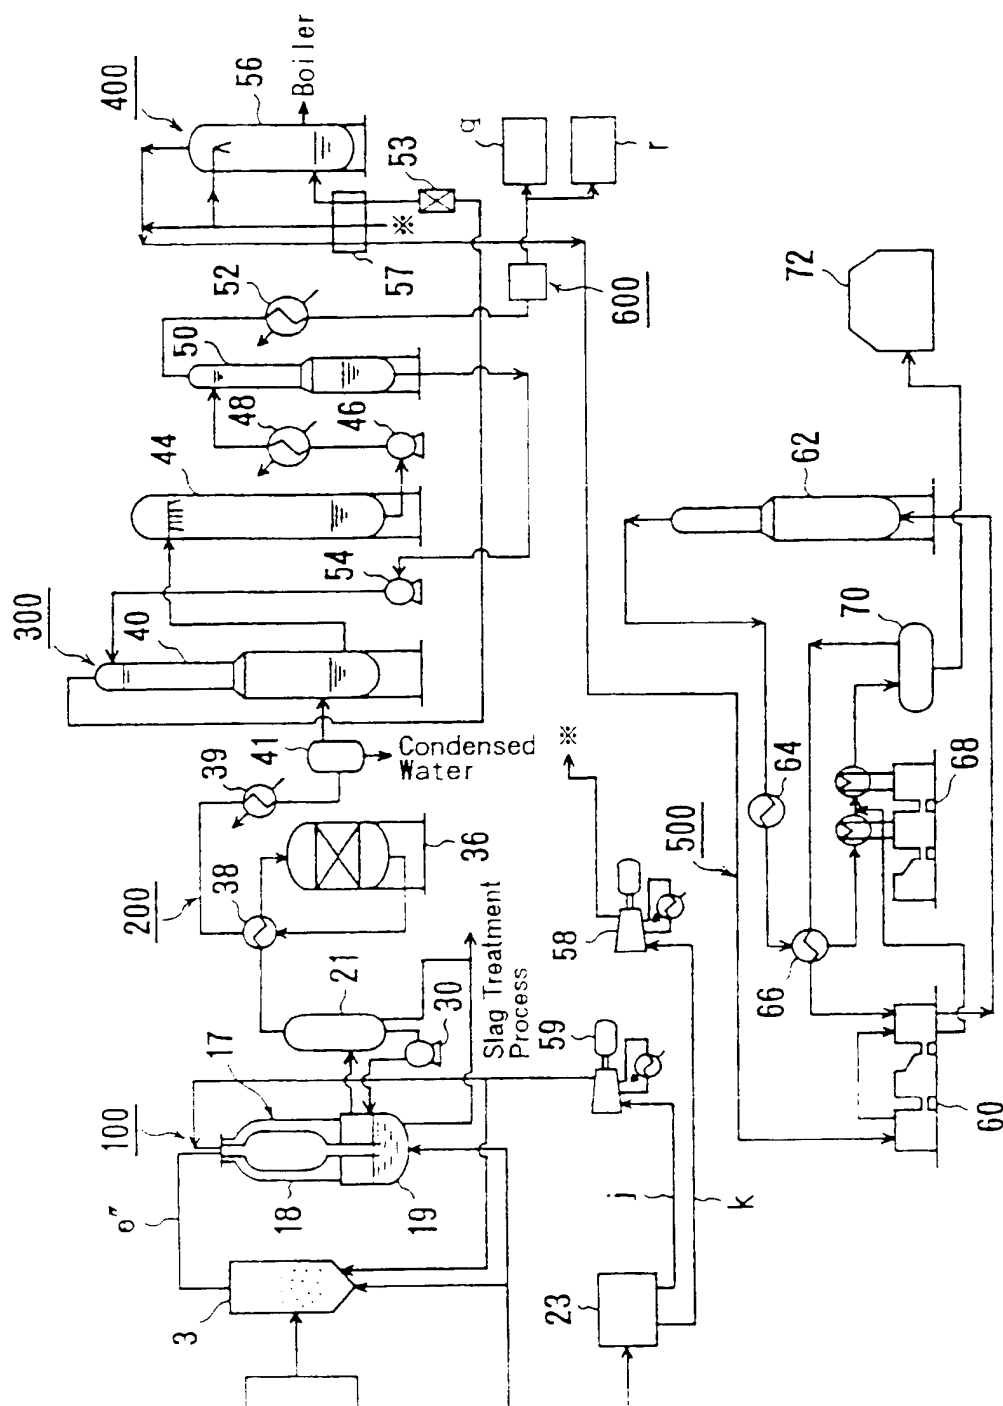 300
e″ 100 200 40 400
3 17 38 39 44 48 50 52 56
18 21 41 54 46 Boiler
19 30 36 Condensed
Water
57 ※ 53
Slag Treatment
Process
q
59 58 ※
23 600
j
k
r
500
66 64 70 62 72
60 68